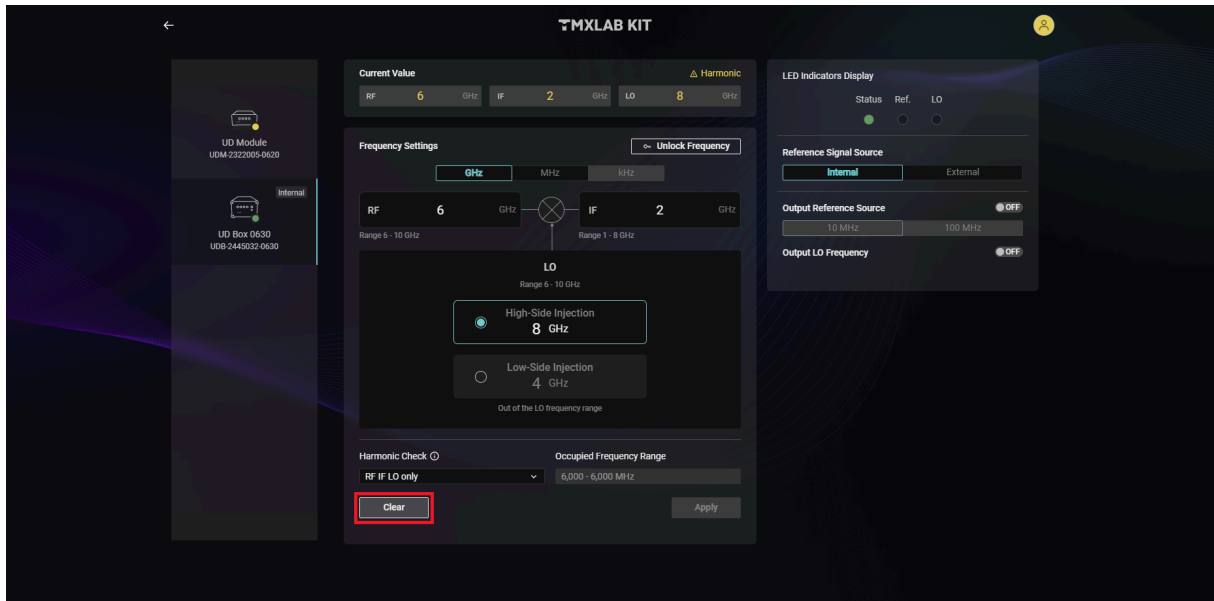 TMXLAB KIT
UD Module
UDM-2322005-0620
Internal
UD Box 0630
UDB-2445032-0630
Current Value
Harmonic
RF 6 GHz IF 2 GHz LO 8 GHz
Frequency Settings
Unlock Frequency
GHz MHz kHz
RF 6 GHz IF 2 GHz
Range 6 - 10 GHz Range 1 - 8 GHz
LO
Range 6 - 10 GHz
High-Side Injection
8 GHz
Low-Side Injection
4 GHz
Out of the LO frequency range
Harmonic Check Occupied Frequency Range
RF IF LO only 6,000 - 6,000 MHz
Clear Apply
LED Indicators Display
Status Ref. LO
Reference Signal Source
Internal External
Output Reference Source OFF
10 MHz 100 MHz
Output LO Frequency OFF